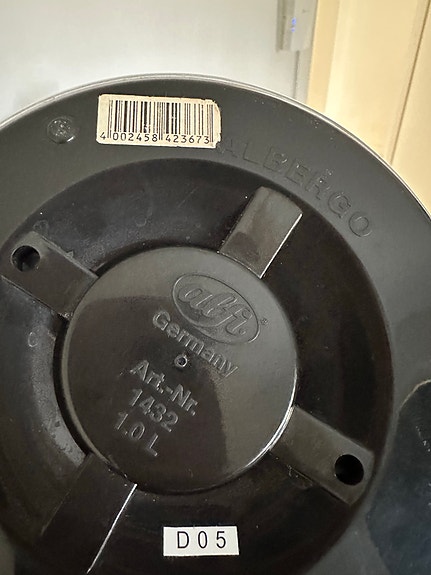 4 002458 423673
ALBERGO
alfi®
Germany
Art.-Nr.
1432
1.0 L
D05